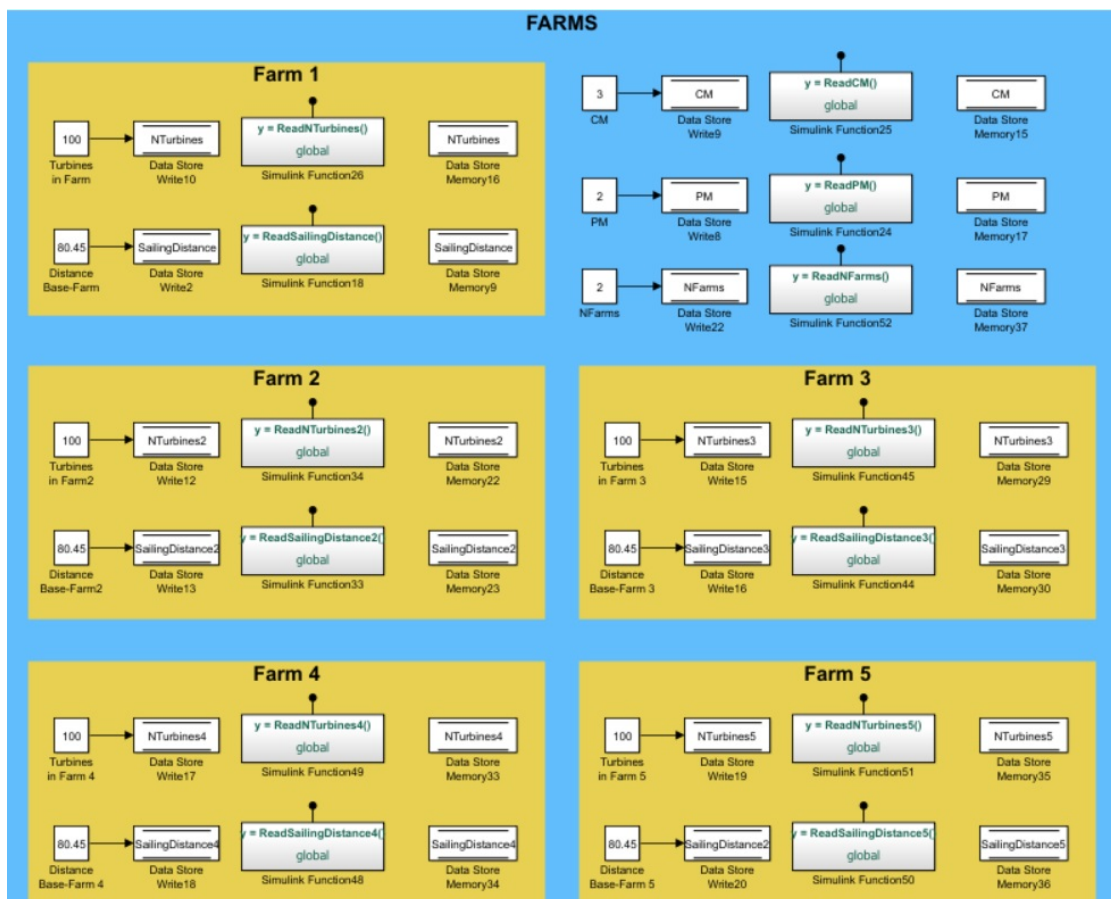 FARMS
Farm 1
100
Turbines
in Farm
NTurbines
Data Store
Write10
y = ReadNTurbines()
global
Simulink Function26
NTurbines
Data Store
Memory16
80.45
Distance
Base-Farm
SailingDistance
Data Store
Write2
y = ReadSailingDistance()
global
Simulink Function18
SailingDistance
Data Store
Memory9
3
CM
CM
Data Store
Write9
y = ReadCM()
global
Simulink Function25
CM
Data Store
Memory15
2
PM
PM
Data Store
Write8
y = ReadPM()
global
Simulink Function24
PM
Data Store
Memory17
2
NFarms
NFarms
Data Store
Write22
y = ReadNFarms()
global
Simulink Function52
NFarms
Data Store
Memory37
Farm 2
100
Turbines
in Farm2
NTurbines2
Data Store
Write12
y = ReadNTurbines2()
global
Simulink Function34
NTurbines2
Data Store
Memory22
80.45
Distance
Base-Farm2
SailingDistance2
Data Store
Write13
y = ReadSailingDistance2()
global
Simulink Function33
SailingDistance2
Data Store
Memory23
Farm 3
100
Turbines
in Farm 3
NTurbines3
Data Store
Write15
y = ReadNTurbines3()
global
Simulink Function45
NTurbines3
Data Store
Memory29
80.45
Distance
Base-Farm 3
SailingDistance3
Data Store
Write16
y = ReadSailingDistance3()
global
Simulink Function44
SailingDistance3
Data Store
Memory30
Farm 4
100
Turbines
in Farm 4
NTurbines4
Data Store
Write17
y = ReadNTurbines4()
global
Simulink Function49
NTurbines4
Data Store
Memory33
80.45
Distance
Base-Farm 4
SailingDistance4
Data Store
Write18
y = ReadSailingDistance4()
global
Simulink Function48
SailingDistance4
Data Store
Memory34
Farm 5
100
Turbines
in Farm 5
NTurbines5
Data Store
Write19
y = ReadNTurbines5()
global
Simulink Function51
NTurbines5
Data Store
Memory35
80.45
Distance
Base-Farm 5
SailingDistance2
Data Store
Write20
y = ReadSailingDistance5()
global
Simulink Function50
SailingDistance5
Data Store
Memory36